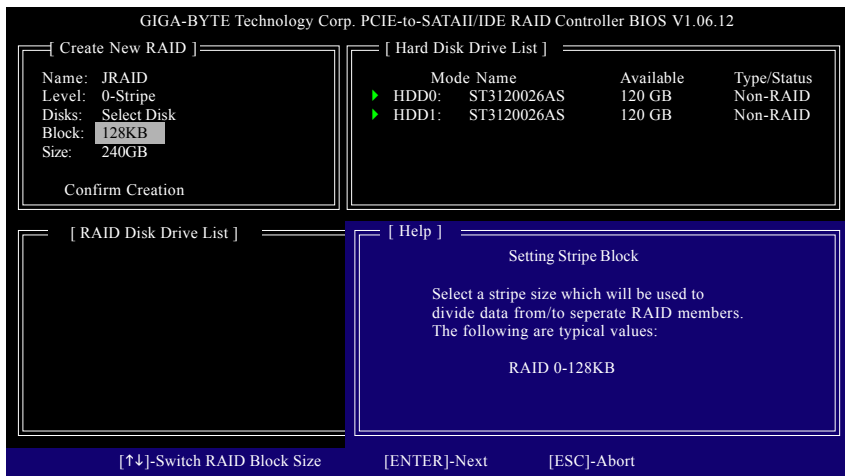 GIGA-BYTE Technology Corp. PCIE-to-SATAII/IDE RAID Controller BIOS V1.06.12
[ Create New RAID ]
Name: JRAID
Level: 0-Stripe
Disks: Select Disk
Block: 128KB
Size: 240GB
Confirm Creation
[ Hard Disk Drive List ]
Mode Name Available Type/Status
HDD0: ST3120026AS 120 GB Non-RAID
HDD1: ST3120026AS 120 GB Non-RAID
[ RAID Disk Drive List ]
[ Help ]
Setting Stripe Block
Select a stripe size which will be used to
divide data from/to seperate RAID members.
The following are typical values:
RAID 0-128KB
[↑↓]-Switch RAID Block Size [ENTER]-Next [ESC]-Abort